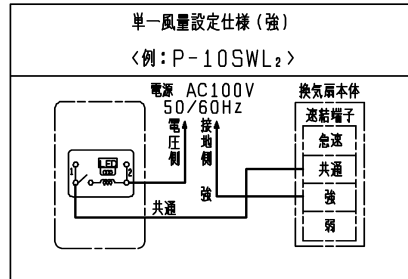 単一風量設定仕様（強）
〈例：P-10SWL₂〉
電源 AC100V
50/60Hz
換気扇本体
速結端子
電圧側
接地側
急速
共通
強
弱
LED
1
2
強
共通